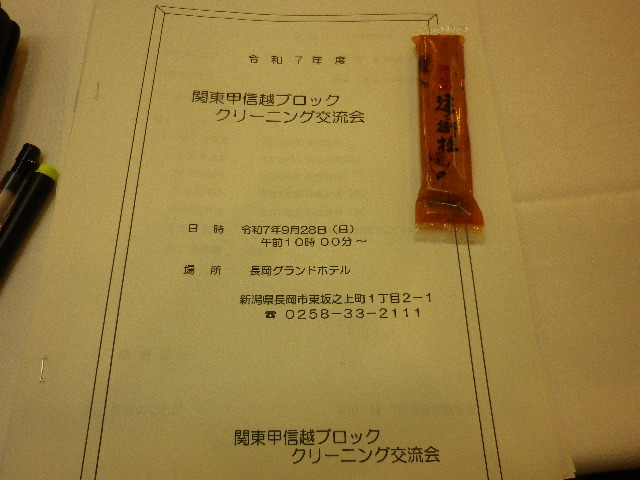 令和7年度
関東甲信越ブロック
クリーニング交流会
日 時 令和7年9月28日（日）
午前10時00分～
場 所 長岡グランドホテル
新潟県長岡市東坂之上町1丁目2－1
☎ 0258－33－2111
関東甲信越ブロック
クリーニング交流会